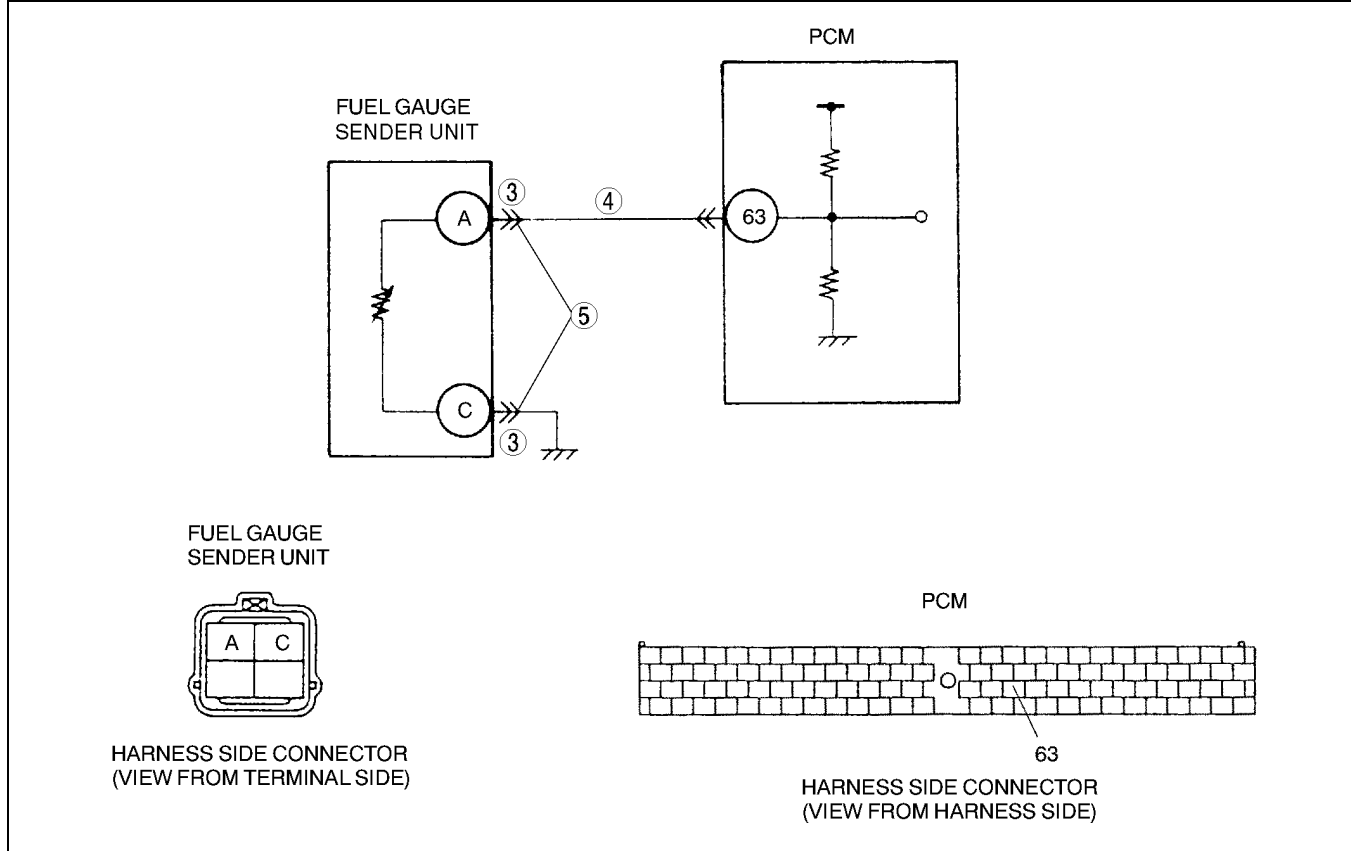 PCM
FUEL GAUGE
SENDER UNIT
A
③
④
63
⑤
C
③
FUEL GAUGE
SENDER UNIT
A C
HARNESS SIDE CONNECTOR
(VIEW FROM TERMINAL SIDE)
PCM
63
HARNESS SIDE CONNECTOR
(VIEW FROM HARNESS SIDE)